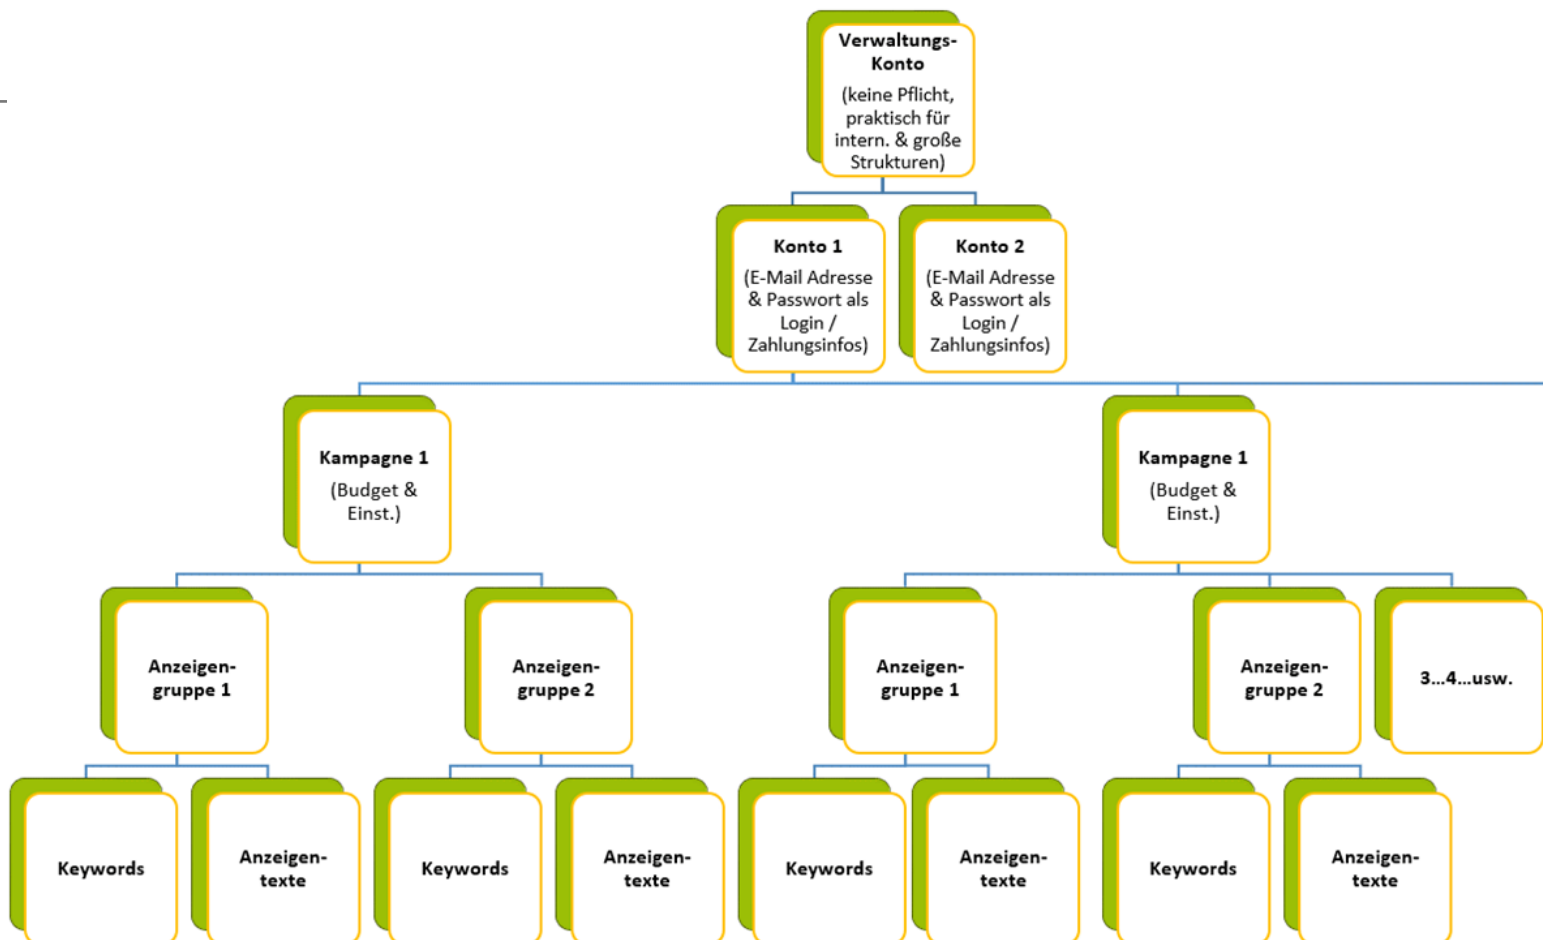 Verwaltungs-
Konto
(keine Pflicht,
praktisch für
intern. & große
Strukturen)
Konto 1
(E-Mail Adresse
& Passwort als
Login /
Zahlungsinfos)
Konto 2
(E-Mail Adresse
& Passwort als
Login /
Zahlungsinfos)
Kampagne 1
(Budget &
Einst.)
Kampagne 1
(Budget &
Einst.)
Anzeigen-
gruppe 1
Anzeigen-
gruppe 2
Anzeigen-
gruppe 1
Anzeigen-
gruppe 2
3...4...usw.
Keywords
Anzeigen-
texte
Keywords
Anzeigen-
texte
Keywords
Anzeigen-
texte
Keywords
Anzeigen-
texte